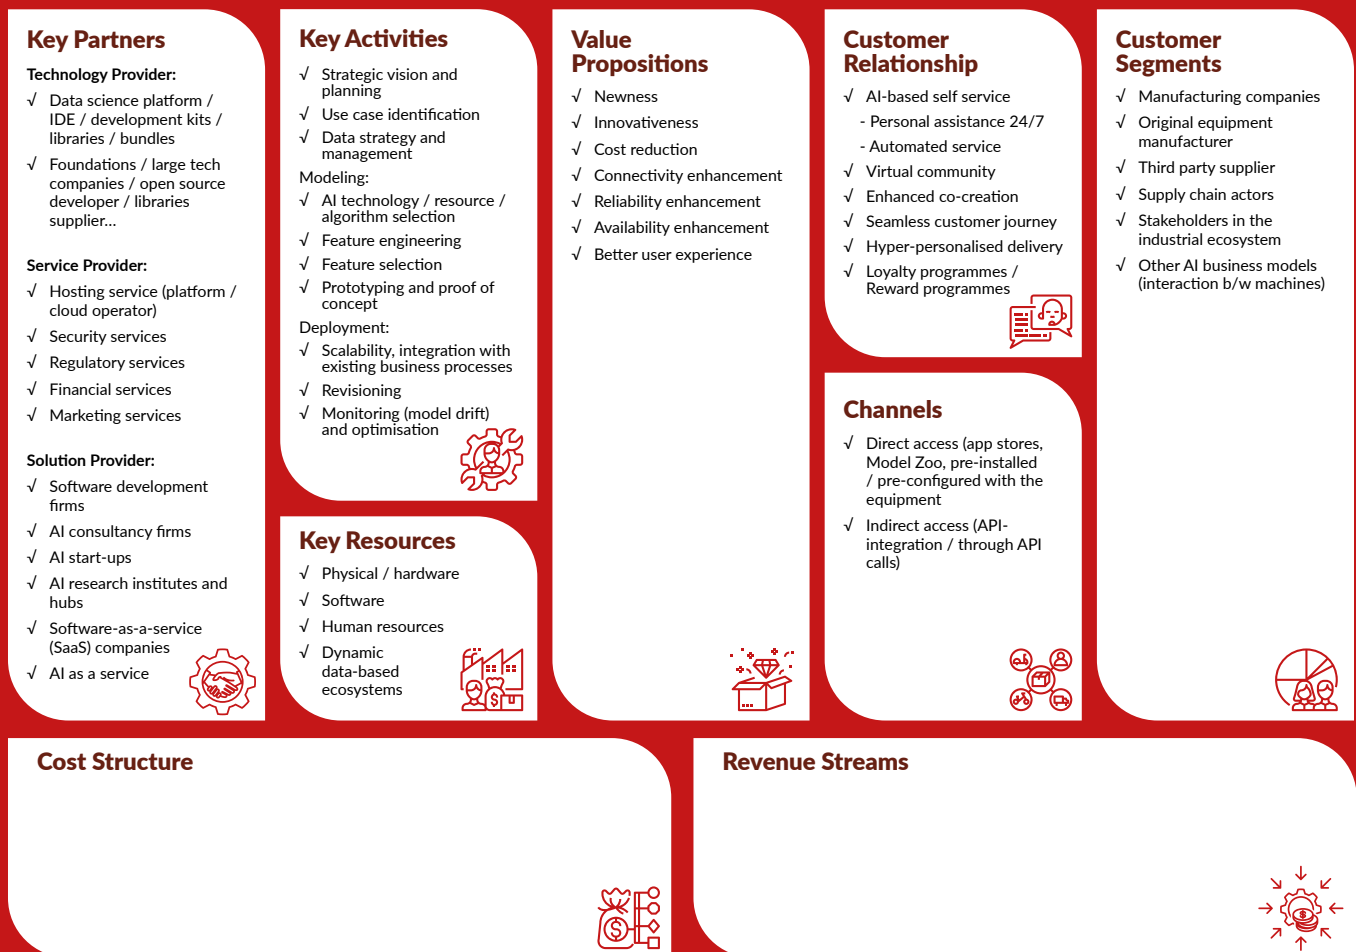 Key Partners
Technology Provider:
√ Data science platform /
IDE / development kits /
libraries / bundles
√ Foundations / large tech
companies / open source
developer / libraries
supplier...
Service Provider:
√ Hosting service (platform /
cloud operator)
√ Security services
√ Regulatory services
√ Financial services
√ Marketing services
Solution Provider:
√ Software development
firms
√ AI consultancy firms
√ AI start-ups
√ AI research institutes and
hubs
√ Software-as-a-service
(SaaS) companies
√ AI as a service
Key Activities
√ Strategic vision and
planning
√ Use case identification
√ Data strategy and
management
Modeling:
√ AI technology / resource /
algorithm selection
√ Feature engineering
√ Feature selection
√ Prototyping and proof of
concept
Deployment:
√ Scalability, integration with
existing business processes
√ Revisioning
√ Monitoring (model drift)
and optimisation
Key Resources
√ Physical / hardware
√ Software
√ Human resources
√ Dynamic
data-based
ecosystems
$
Value
Propositions
√ Newness
√ Innovativeness
√ Cost reduction
√ Connectivity enhancement
√ Reliability enhancement
√ Availability enhancement
√ Better user experience
Customer
Relationship
√ AI-based self service
- Personal assistance 24/7
- Automated service
√ Virtual community
√ Enhanced co-creation
√ Seamless customer journey
√ Hyper-personalised delivery
√ Loyalty programmes /
Reward programmes
Channels
√ Direct access (app stores,
Model Zoo, pre-installed
/ pre-configured with the
equipment
√ Indirect access (API-
integration / through API
calls)
Customer
Segments
√ Manufacturing companies
√ Original equipment
manufacturer
√ Third party supplier
√ Supply chain actors
√ Stakeholders in the
industrial ecosystem
√ Other AI business models
(interaction b/w machines)
Cost Structure
$
Revenue Streams
$